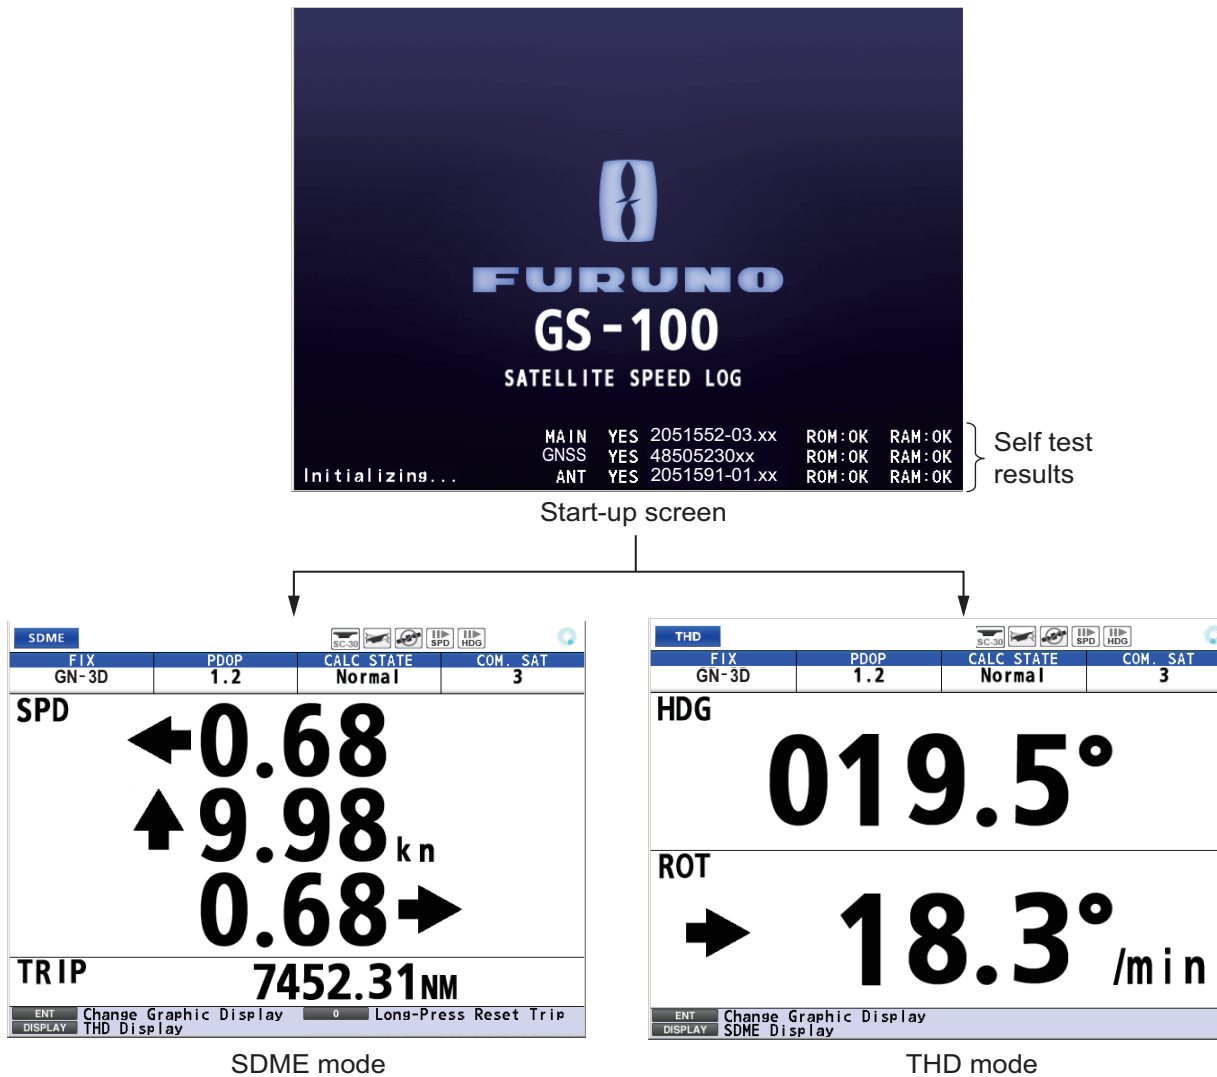 FURUNO
GS-100
SATELLITE SPEED LOG
MAIN YES 2051552-03.xx ROM:OK RAM:OK
GNSS YES 48505230xx ROM:OK RAM:OK
Initializing... ANT YES 2051591-01.xx ROM:OK RAM:OK
Self test
results
Start-up screen
SDME
SC-30
SPD
HDG
FIX PDOP CALC STATE COM. SAT
GN-3D 1.2 Normal 3
SPD
0.68
9.98 kn
0.68
TRIP 7452.31NM
ENT Change Graphic Display 0 Long-Press Reset Trip
DISPLAY THD Display
SDME mode
THD
SC-30
SPD
HDG
FIX PDOP CALC STATE COM. SAT
GN-3D 1.2 Normal 3
HDG
019.5°
ROT
18.3°/min
ENT Change Graphic Display
DISPLAY SDME Display
THD mode